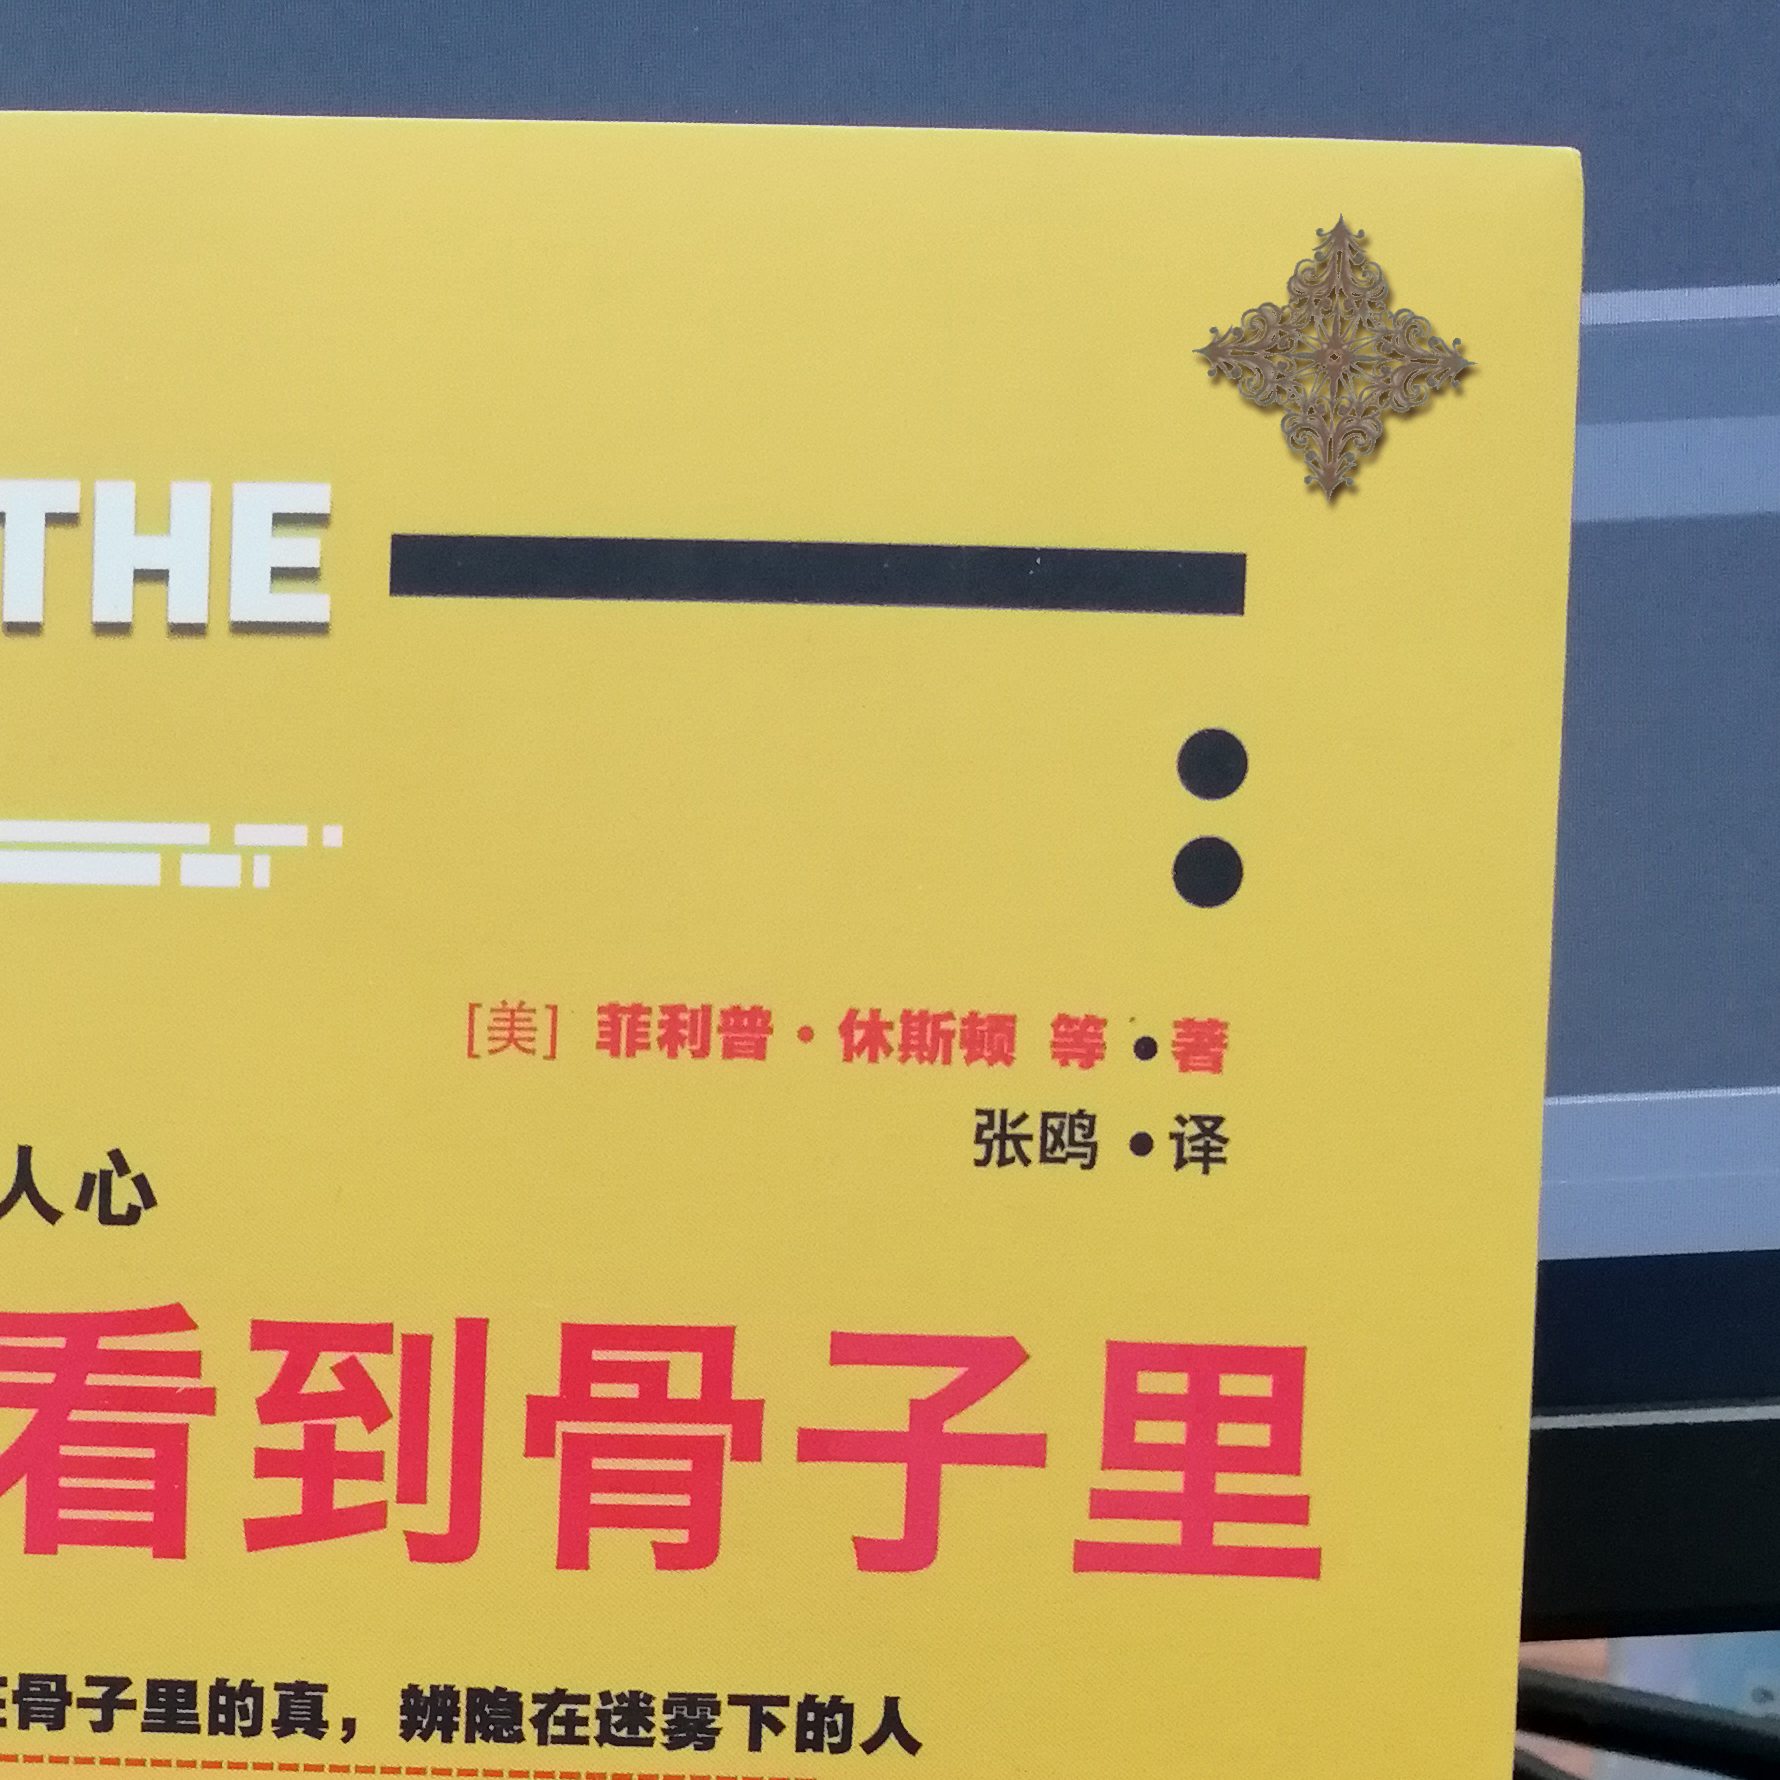 THE
[美] 菲利普·休斯顿 等·著
张鸥·译
人心
看到骨子里
在骨子里的真，辨隐在迷雾下的人